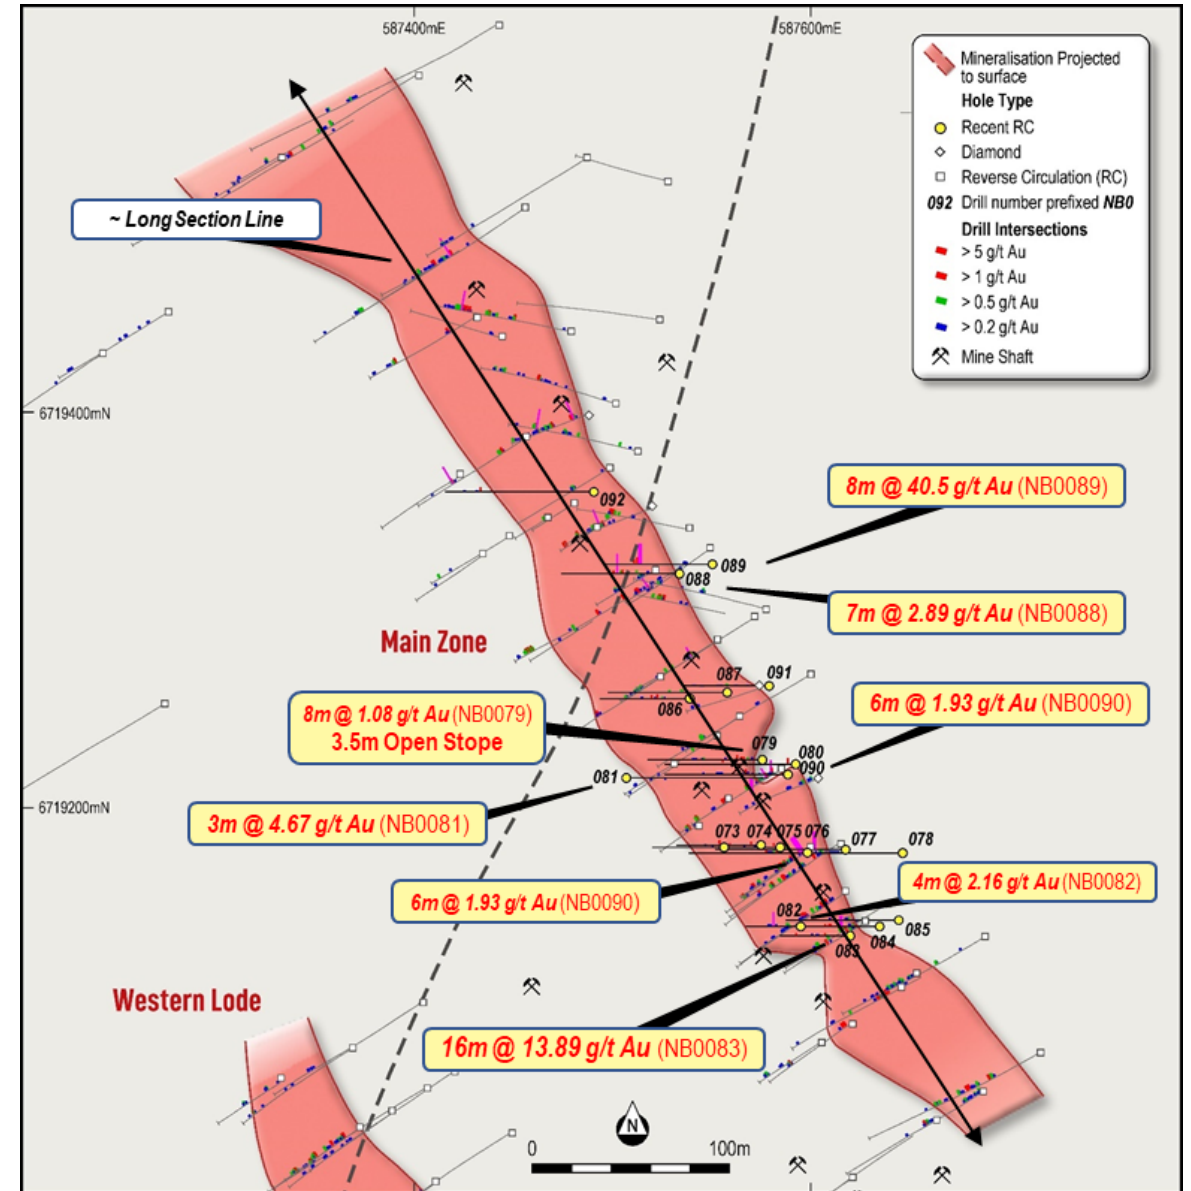 587400mE
587600mE
Mineralisation Projected
to surface
Hole Type
Recent RC
Diamond
Reverse Circulation (RC)
092 Drill number prefixed NB0
Drill Intersections
> 5 g/t Au
> 1 g/t Au
> 0.5 g/t Au
> 0.2 g/t Au
Mine Shaft
~ Long Section Line
6719400mN
8m @ 40.5 g/t Au (NB0089)
092
089
088
7m @ 2.89 g/t Au (NB0088)
Main Zone
087
091
086
6m @ 1.93 g/t Au (NB0090)
8m @ 1.08 g/t Au (NB0079)
3.5m Open Stope
079
080
090
081
6719200mN
3m @ 4.67 g/t Au (NB0081)
073
074
075
076
077
078
4m @ 2.16 g/t Au (NB0082)
6m @ 1.93 g/t Au (NB0090)
082
085
084
083
Western Lode
16m @ 13.89 g/t Au (NB0083)
N
0
100m